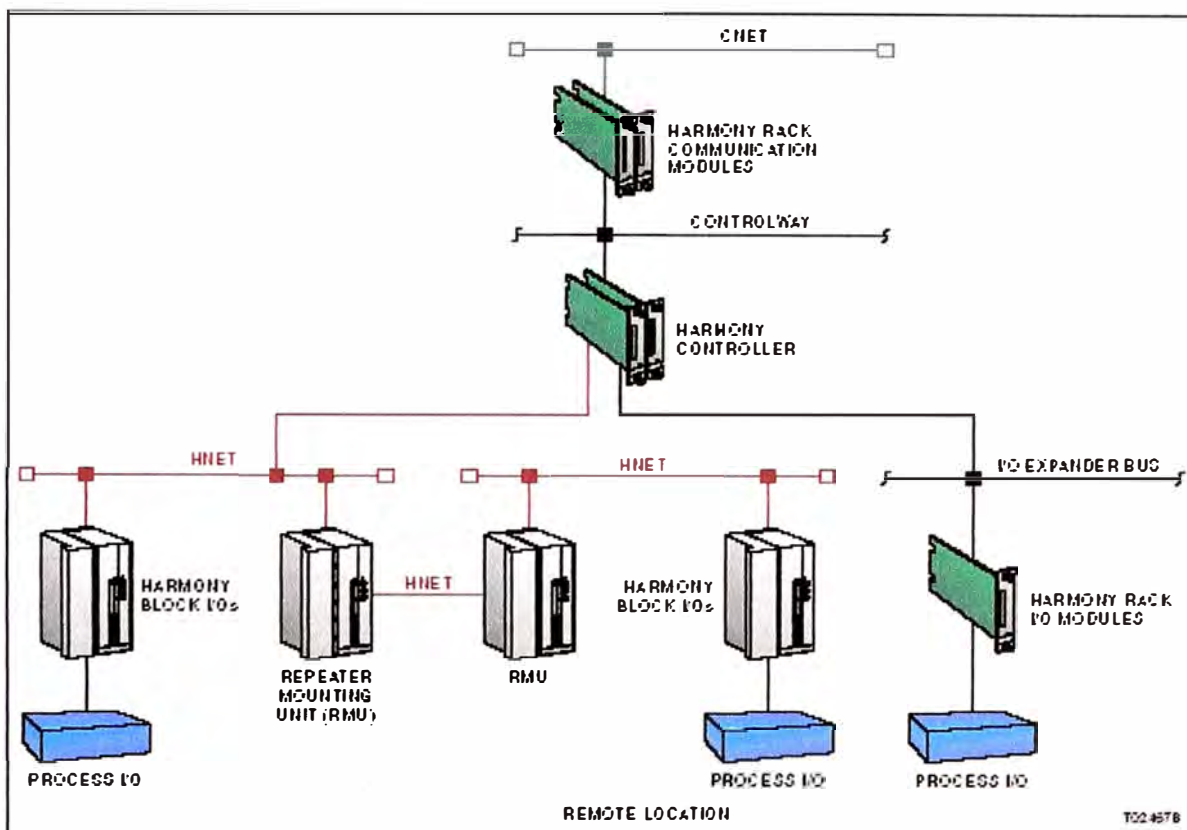 CNET
HARMONY RACK
COMMUNICATION
MODULES
CONTROLWAY
HARMONY
CONTROLLER
HNET
HNET
I/O EXPANDER BUS
HARMONY
BLOCK I/Os
HNET
HARMONY
BLOCK I/Os
HARMONY RACK
I/O MODULES
REPEATER
MOUNTING
UNIT (RMU)
RMU
PROCESS I/O
PROCESS I/O
PROCESS I/O
REMOTE LOCATION
T02467B